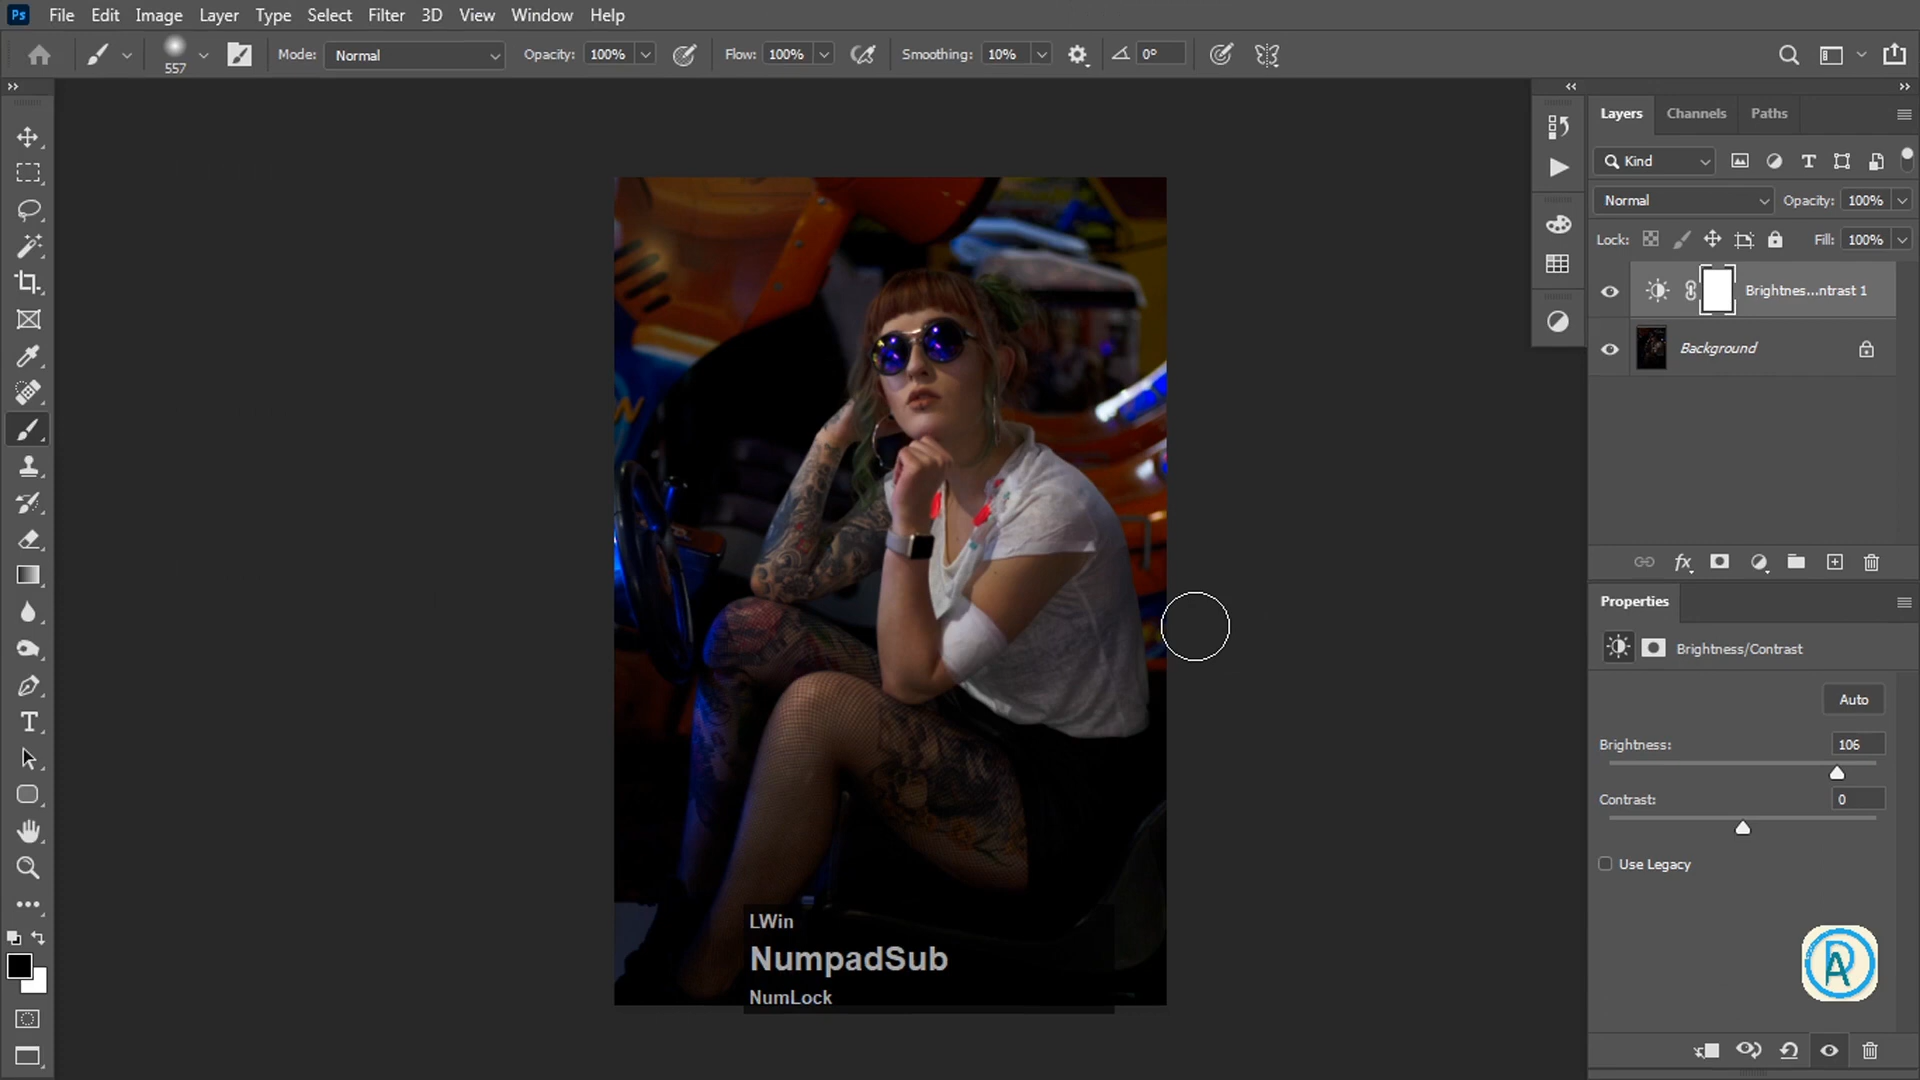 Ps File Edit Image Layer Type Select Filter 3D View Window Help
557 Mode: Normal Opacity: 100% Flow: 100% Smoothing: 10% 0°
Layers Channels Paths
Kind
Normal Opacity: 100%
Lock: Fill: 100%
Brightnes...ntrast 1
Background
fx
Properties
Brightness/Contrast
Auto
Brightness: 106
Contrast: 0
Use Legacy
LWin
NumpadSub
NumLock